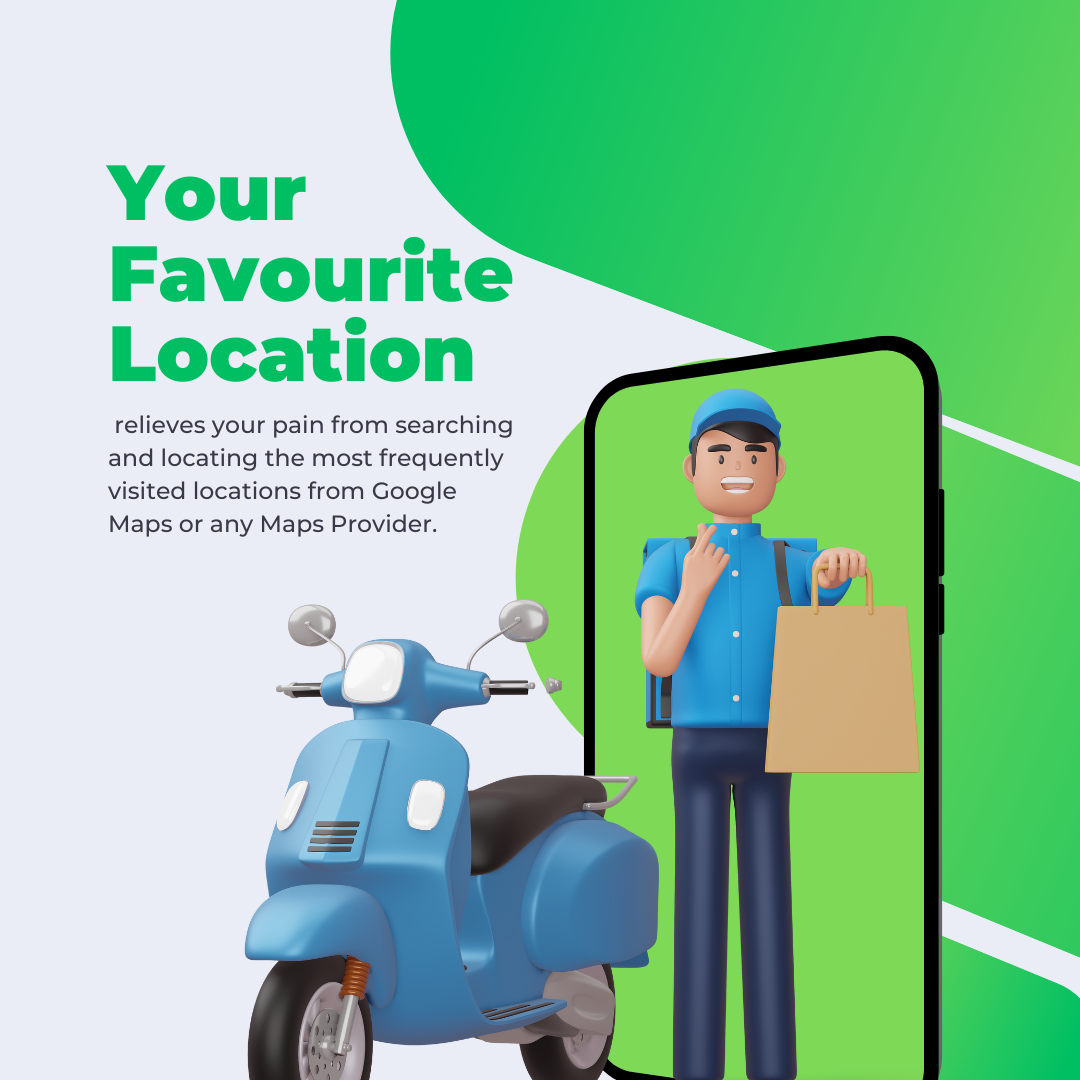 Your
Favourite
Location
relieves your pain from searching
and locating the most frequently
visited locations from Google
Maps or any Maps Provider.